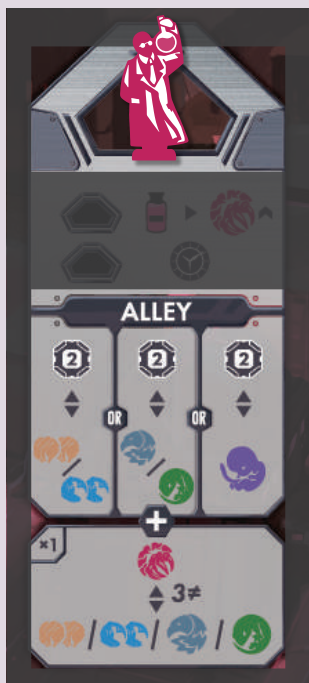 ALLEY
2 2 2
OR OR
/ /
+
×1
3≠
/ / /